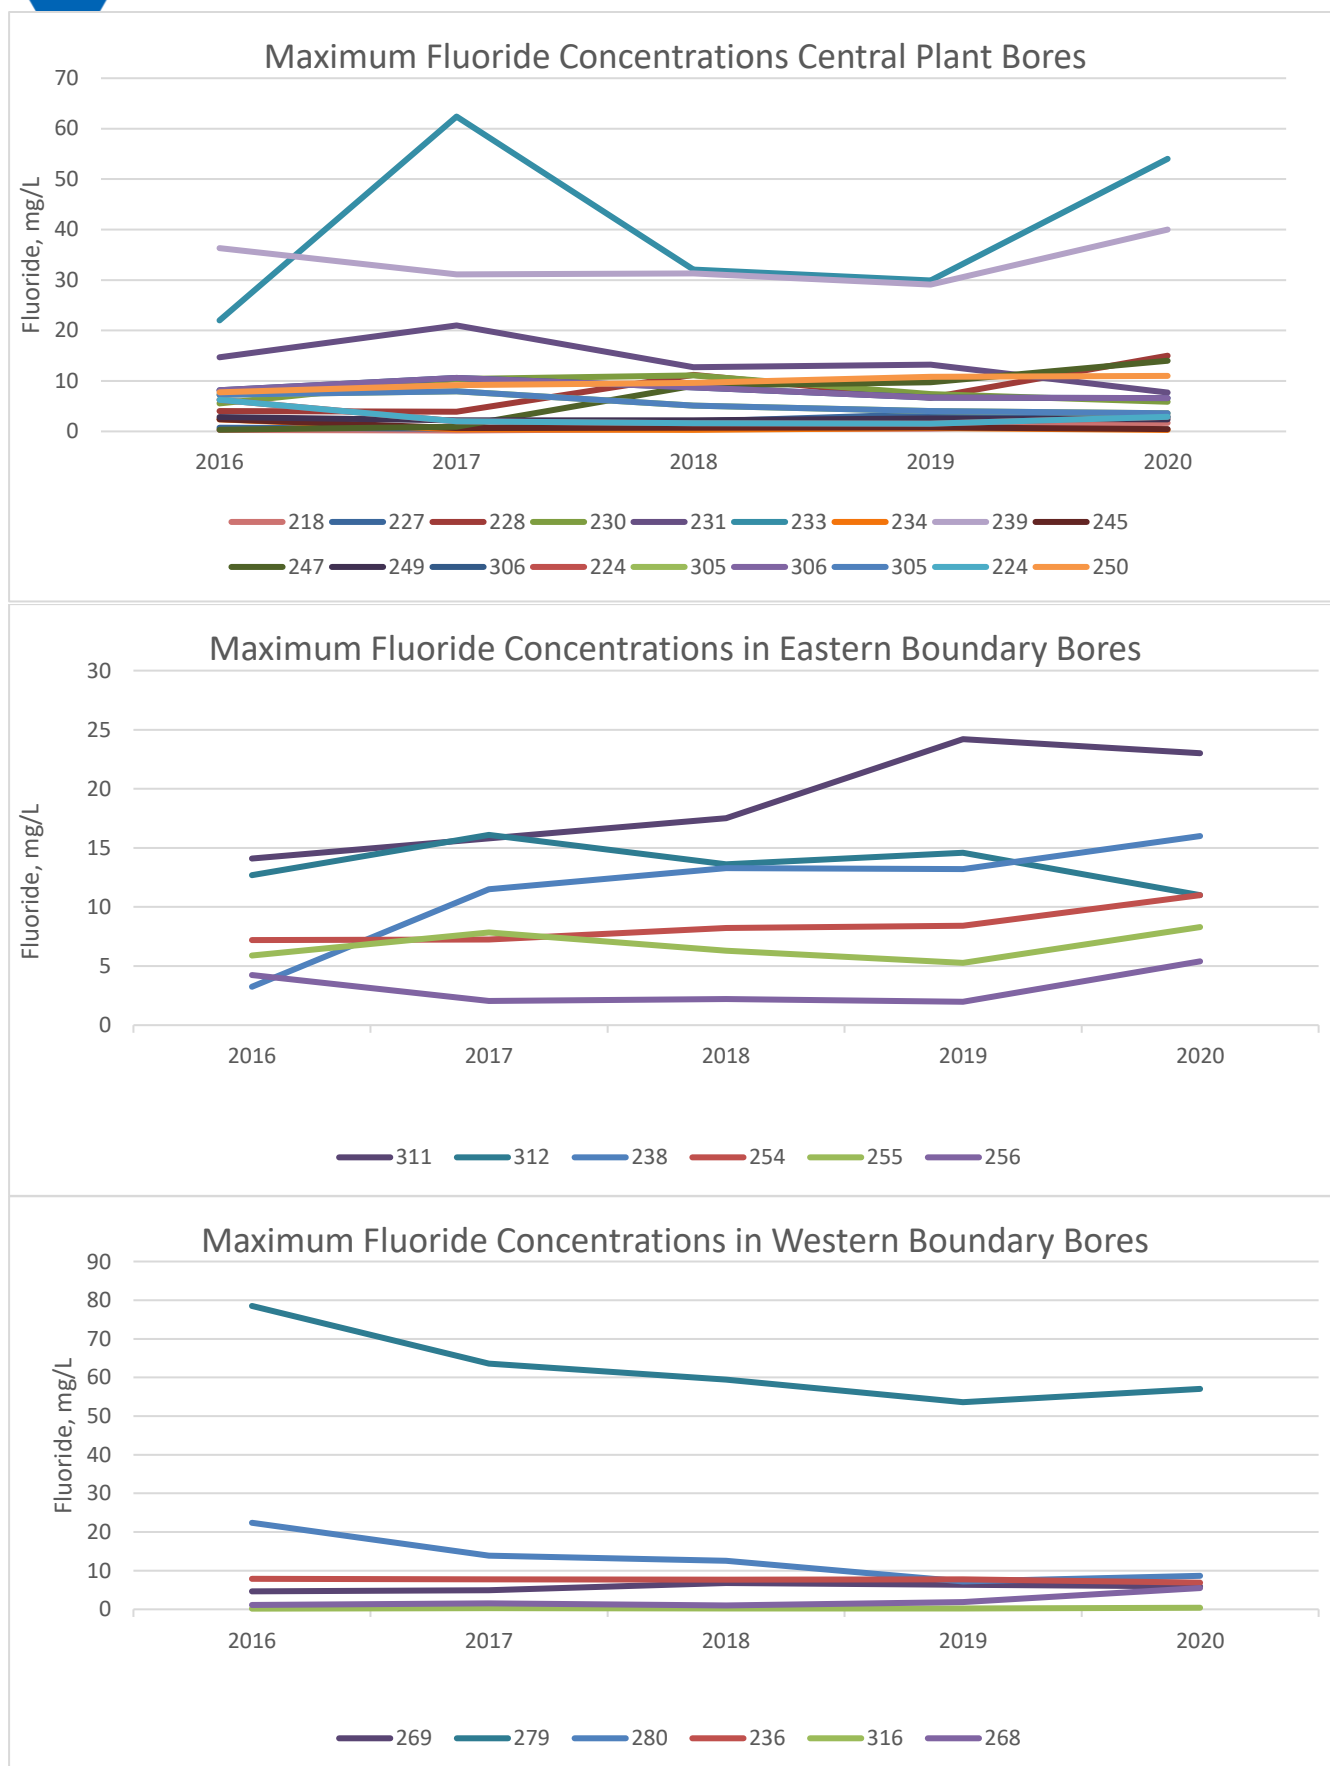 Maximum Fluoride Concentrations Central Plant Bores
70
60
50
40
30
20
10
0
Fluoride, mg/L
2016 2017 2018 2019 2020
218 227 228 230 231 233 234 239 245
247 249 306 224 305 306 305 224 250
Maximum Fluoride Concentrations in Eastern Boundary Bores
30
25
20
15
10
5
0
Fluoride, mg/L
2016 2017 2018 2019 2020
311 312 238 254 255 256
Maximum Fluoride Concentrations in Western Boundary Bores
90
80
70
60
50
40
30
20
10
0
Fluoride, mg/L
2016 2017 2018 2019 2020
269 279 280 236 316 268